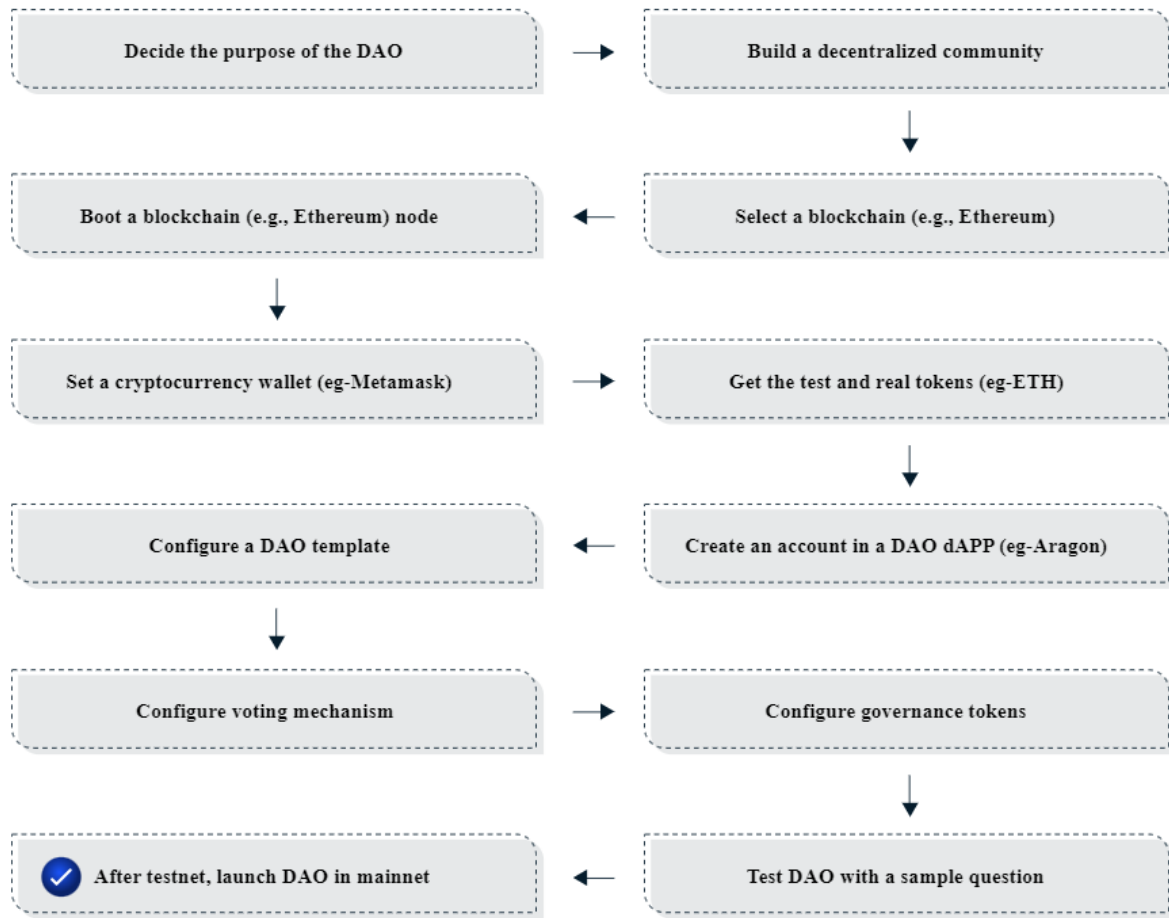 Decide the purpose of the DAO
Build a decentralized community
Select a blockchain (e.g., Ethereum)
Boot a blockchain (e.g., Ethereum) node
Set a cryptocurrency wallet (eg-Metamask)
Get the test and real tokens (eg-ETH)
Create an account in a DAO dAPP (eg-Aragon)
Configure a DAO template
Configure voting mechanism
Configure governance tokens
Test DAO with a sample question
After testnet, launch DAO in mainnet